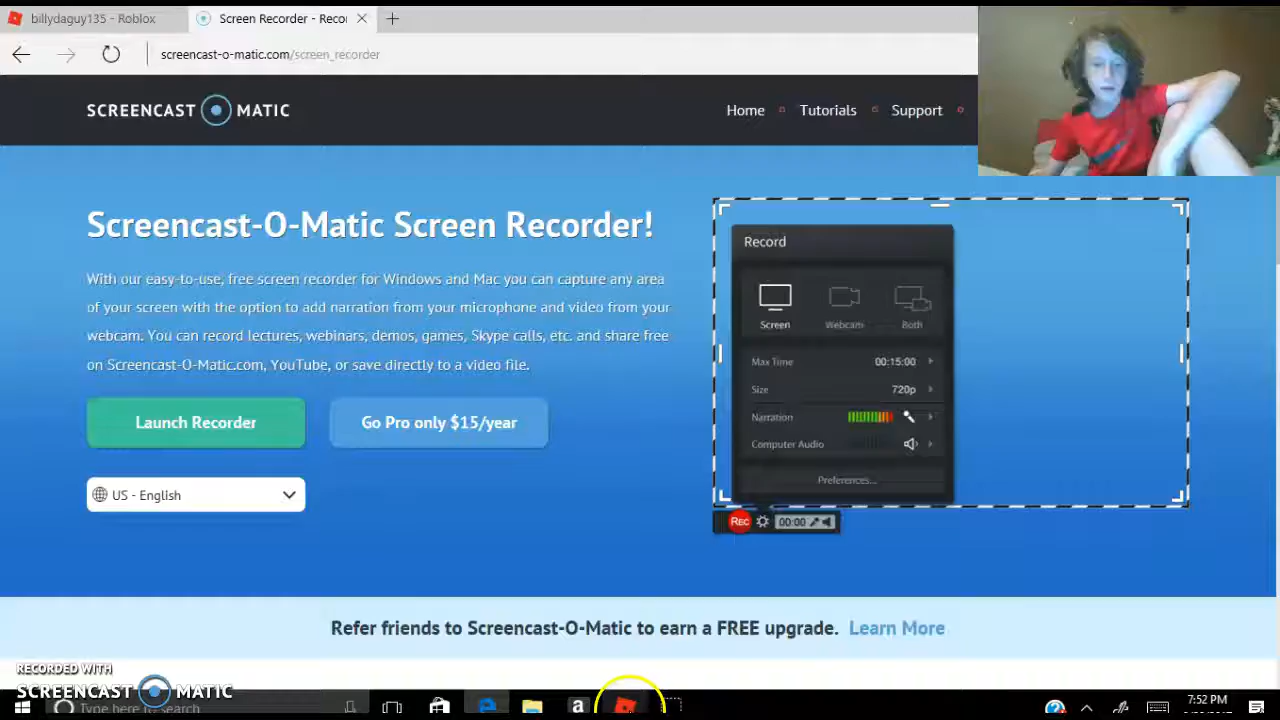 billydaguy135 - Roblox
Screen Recorder - Reco
screencast-o-matic.com/screen_recorder
SCREENCAST MATIC
Home Tutorials Support
Screencast-O-Matic Screen Recorder!
With our easy-to-use, free screen recorder for Windows and Mac you can capture any area
of your screen with the option to add narration from your microphone and video from your
webcam. You can record lectures, webinars, demos, games, Skype calls, etc. and share free
on Screencast-O-Matic.com, YouTube, or save directly to a video file.
Launch Recorder
Go Pro only $15/year
US - English
Record
Screen Webcam Both
Max Time 00:15:00
Size 720p
Narration
Computer Audio
Preferences...
REC 00:00
Refer friends to Screencast-O-Matic to earn a FREE upgrade. Learn More
RECORDED WITH
SCREENCAST MATIC
Type here to search
7:52 PM